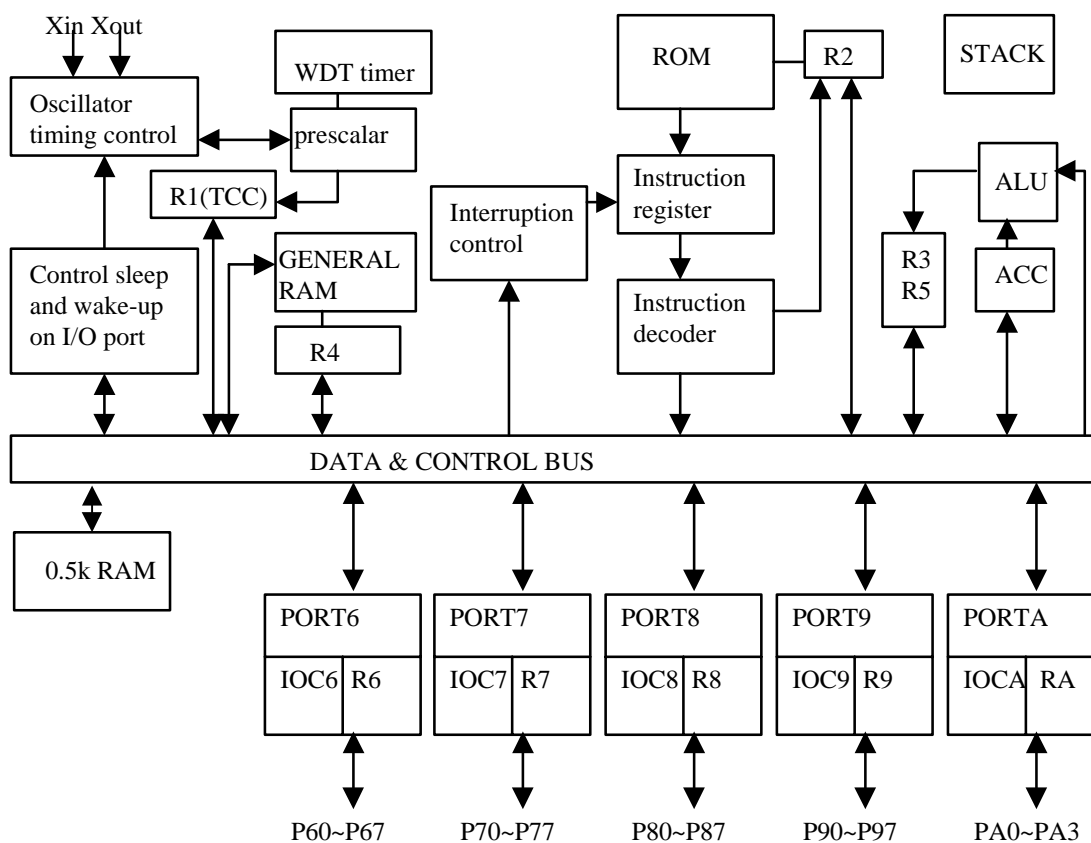 Xin Xout
WDT timer
ROM
R2
STACK
Oscillator
timing control
prescalar
R1(TCC)
Interruption
control
Instruction
register
ALU
Control sleep
and wake-up
on I/O port
GENERAL
RAM
R4
Instruction
decoder
R3
R5
ACC
DATA & CONTROL BUS
0.5k RAM
PORT6
PORT7
PORT8
PORT9
PORTA
IOC6 R6
IOC7 R7
IOC8 R8
IOC9 R9
IOCA RA
P60~P67
P70~P77
P80~P87
P90~P97
PA0~PA3